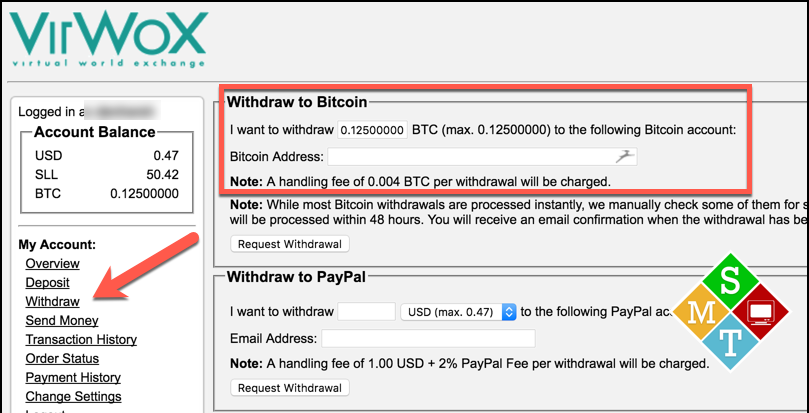 VirWoX
virtual world exchange
Logged in a
Account Balance
USD 0.47
SLL 50.42
BTC 0.12500000
My Account:
Overview
Deposit
Withdraw
Send Money
Transaction History
Order Status
Payment History
Change Settings
Withdraw to Bitcoin
I want to withdraw 0.12500000 BTC (max. 0.12500000) to the following Bitcoin account:
Bitcoin Address:
Note: A handling fee of 0.004 BTC per withdrawal will be charged.
Note: While most Bitcoin withdrawals are processed instantly, we manually check some of them for s
will be processed within 48 hours. You will receive an email confirmation when the withdrawal has be
Request Withdrawal
Withdraw to PayPal
I want to withdraw USD (max. 0.47) to the following PayPal acc
Email Address:
Note: A handling fee of 1.00 USD + 2% PayPal Fee per withdrawal will be charged.
Request Withdrawal
S
M
T